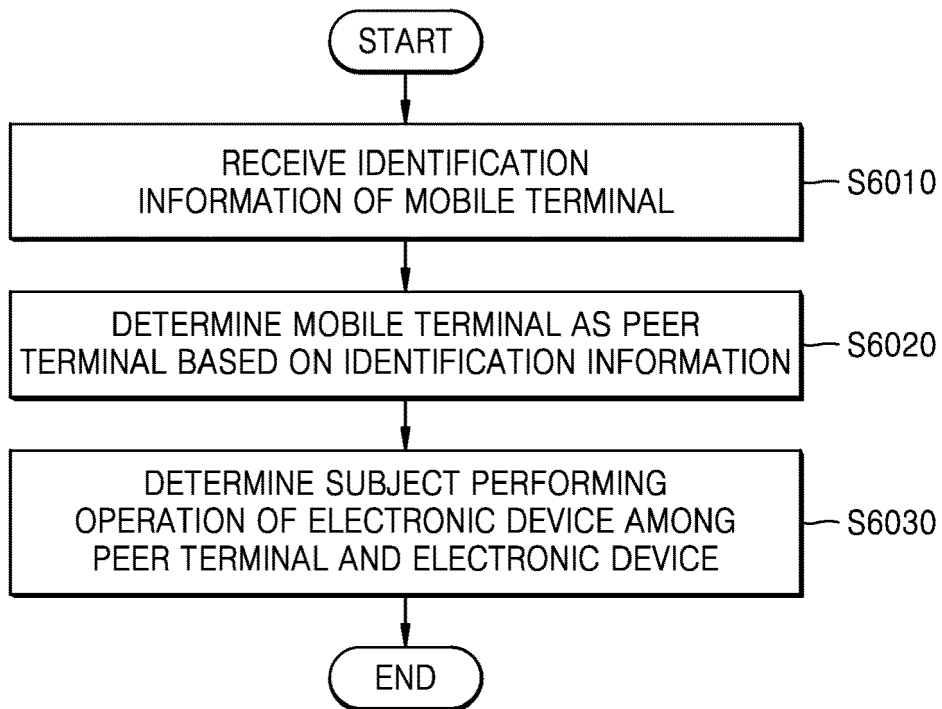 START
RECEIVE IDENTIFICATION
INFORMATION OF MOBILE TERMINAL
S6010
DETERMINE MOBILE TERMINAL AS PEER
TERMINAL BASED ON IDENTIFICATION INFORMATION
S6020
DETERMINE SUBJECT PERFORMING
OPERATION OF ELECTRONIC DEVICE AMONG
PEER TERMINAL AND ELECTRONIC DEVICE
S6030
END